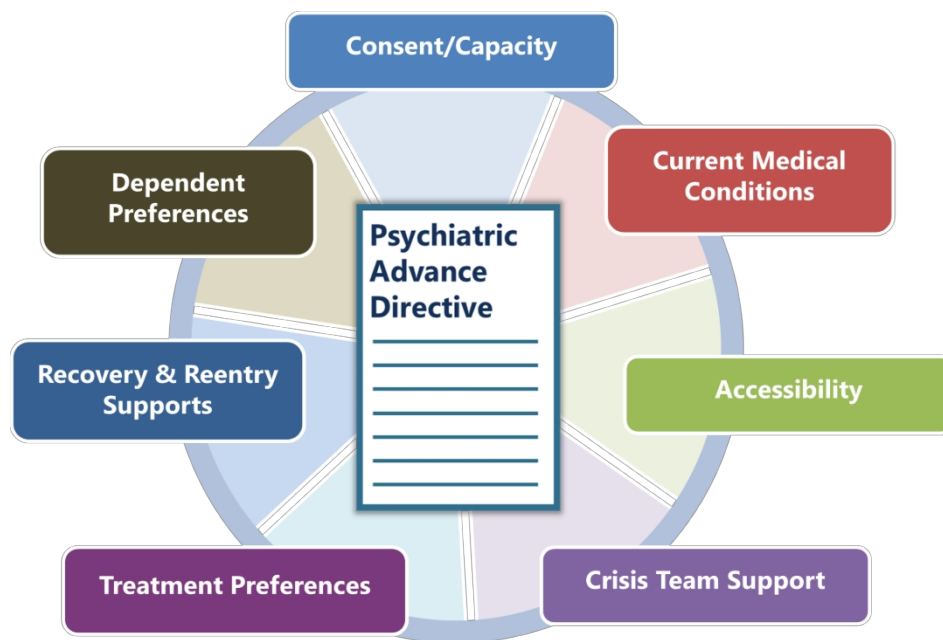 Consent/Capacity
Current Medical
Conditions
Accessibility
Crisis Team Support
Treatment Preferences
Recovery & Reentry
Supports
Dependent
Preferences
Psychiatric
Advance
Directive